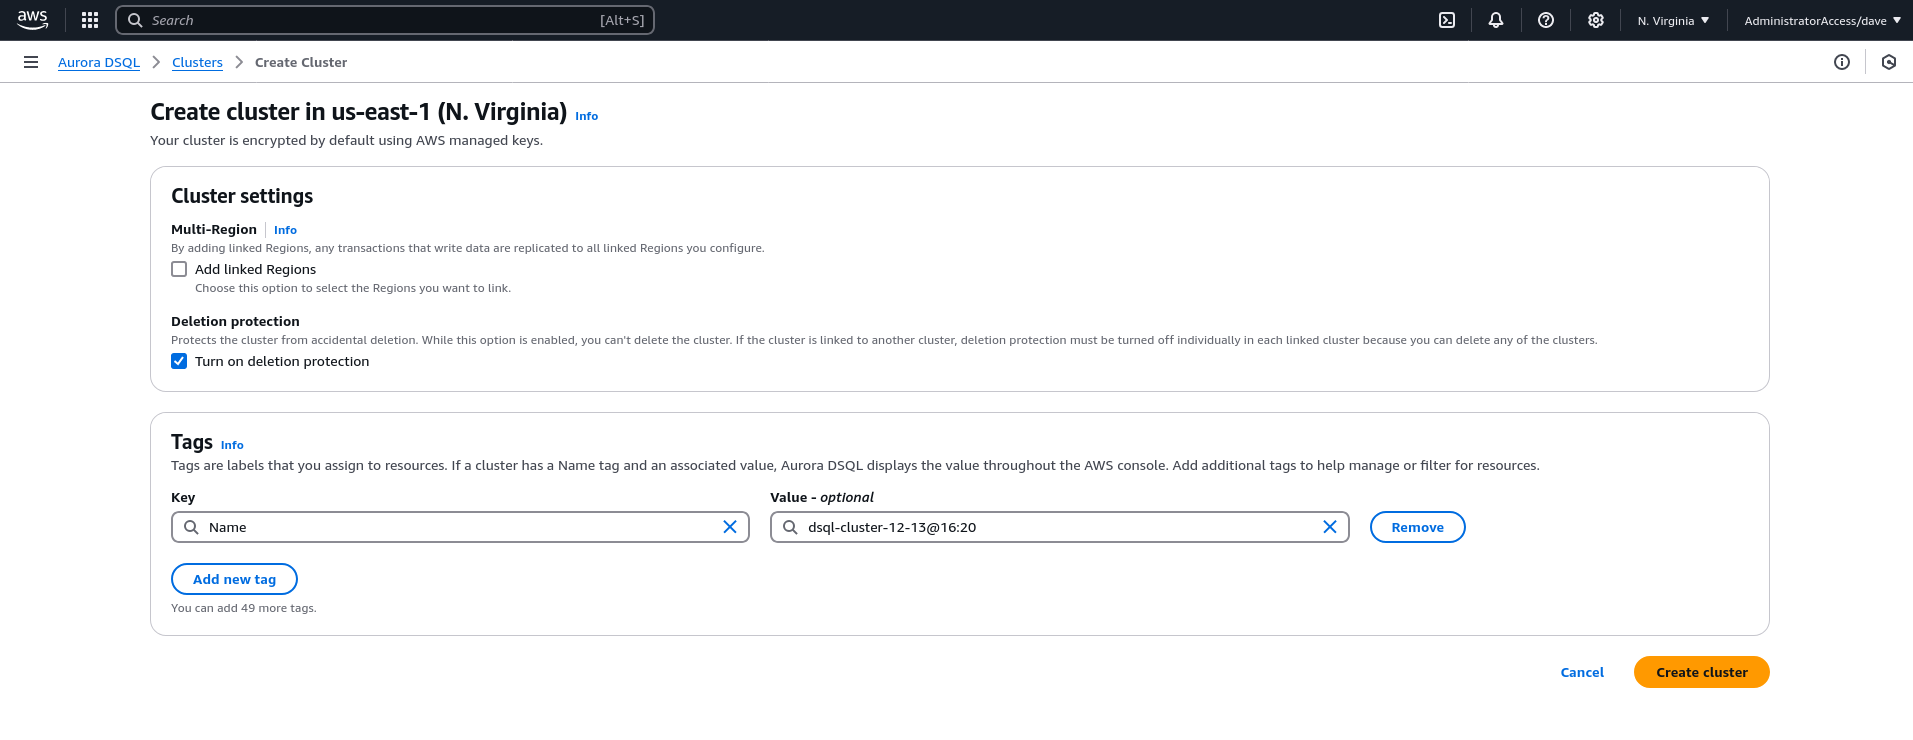 aws
Search [Alt+S] N. Virginia AdministratorAccess/dave
Aurora DSQL Clusters Create Cluster
Create cluster in us-east-1 (N. Virginia) Info
Your cluster is encrypted by default using AWS managed keys.
Cluster settings
Multi-Region Info
By adding linked Regions, any transactions that write data are replicated to all linked Regions you configure.
Add linked Regions
Choose this option to select the Regions you want to link.
Deletion protection
Protects the cluster from accidental deletion. While this option is enabled, you can't delete the cluster. If the cluster is linked to another cluster, deletion protection must be turned off individually in each linked cluster because you can delete any of the clusters.
Turn on deletion protection
Tags Info
Tags are labels that you assign to resources. If a cluster has a Name tag and an associated value, Aurora DSQL displays the value throughout the AWS console. Add additional tags to help manage or filter for resources.
Key Value - optional
Name dsql-cluster-12-13@16:20 Remove
Add new tag
You can add 49 more tags.
Cancel Create cluster